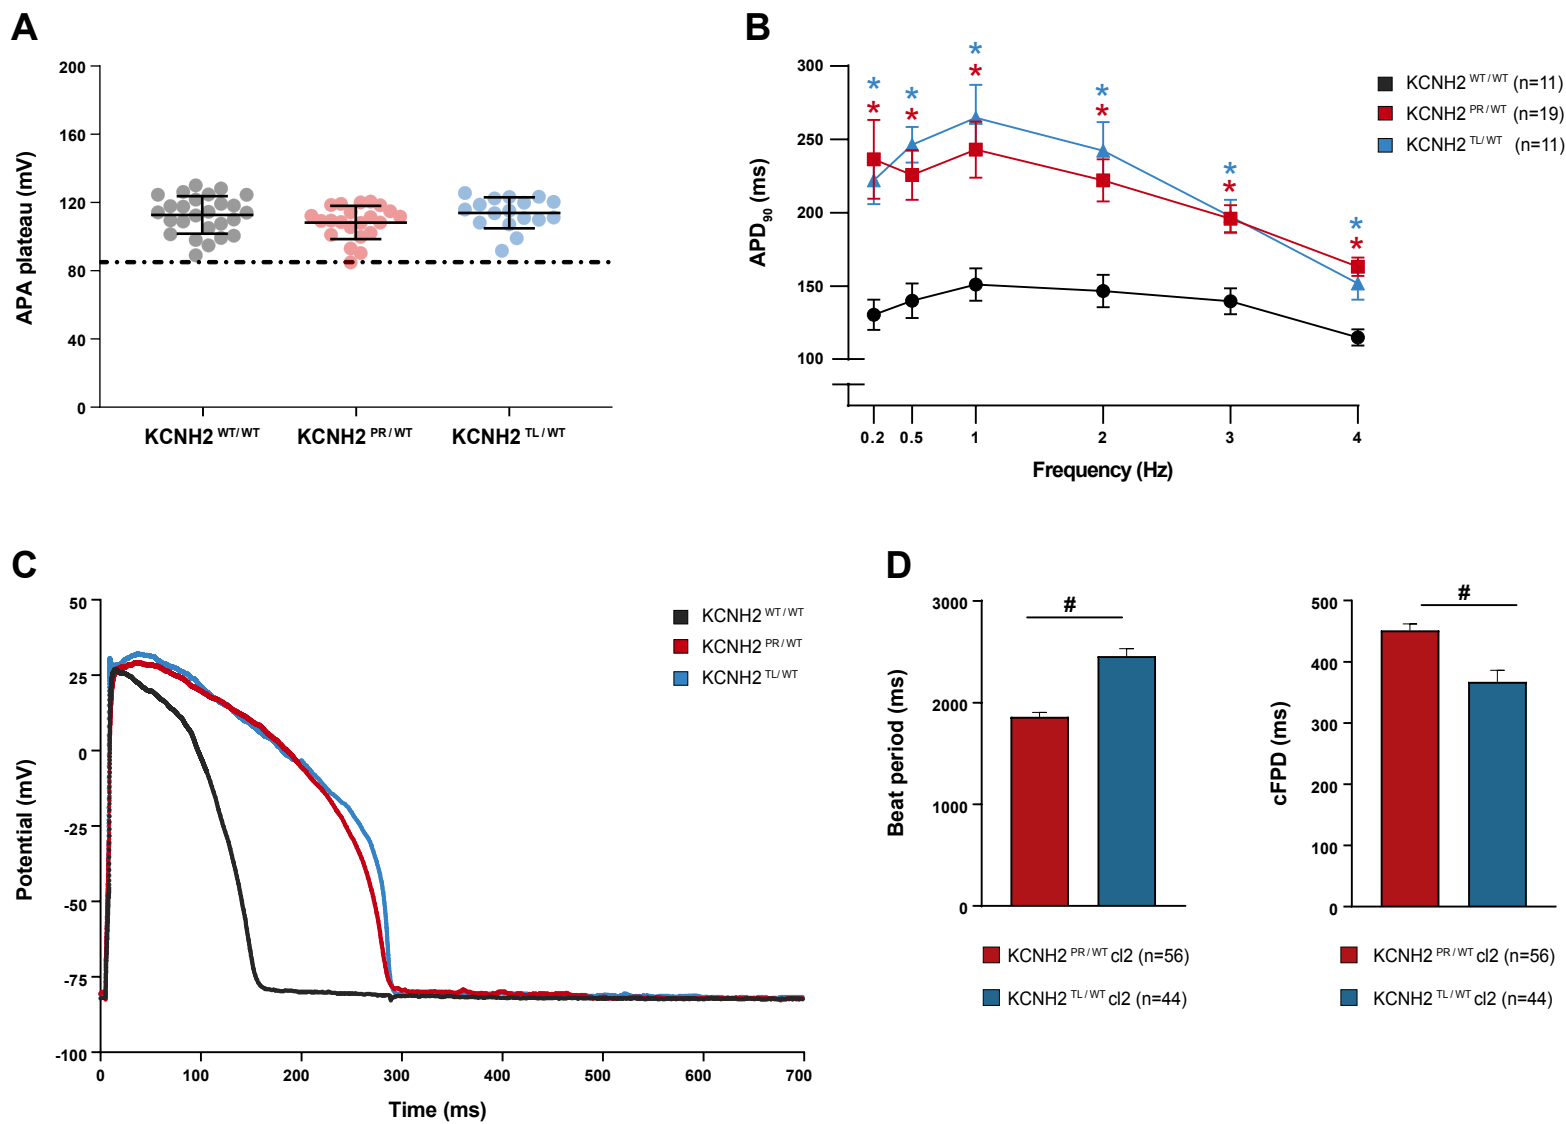 A
APA plateau (mV)
200
160
120
80
40
0
KCNH2 WT/WT
KCNH2 PR/WT
KCNH2 TL/WT
B
APD90 (ms)
300
250
200
150
100
* * * * * *
* * * * * *
0.2 0.5 1 2 3 4
Frequency (Hz)
KCNH2 WT/WT (n=11)
KCNH2 PR/WT (n=19)
KCNH2 TL/WT (n=11)
C
Potential (mV)
50
25
0
-25
-50
-75
-100
0 100 200 300 400 500 600 700
Time (ms)
KCNH2 WT/WT
KCNH2 PR/WT
KCNH2 TL/WT
D
Beat period (ms)
3000
2000
1000
0
#
KCNH2 PR/WT cl2 (n=56)
KCNH2 TL/WT cl2 (n=44)
cFPD (ms)
500
400
300
200
100
0
#
KCNH2 PR/WT cl2 (n=56)
KCNH2 TL/WT cl2 (n=44)